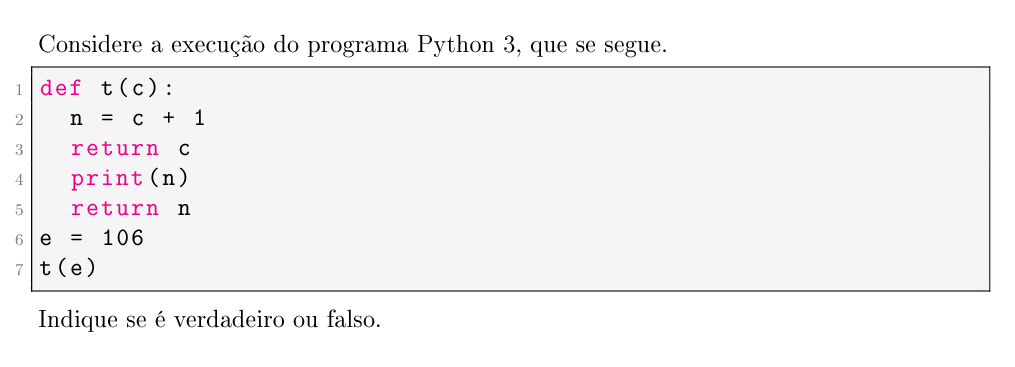 Considere a execução do programa Python 3, que se segue.
1 def t(c):
2   n = c + 1
3   return c
4   print(n)
5   return n
6 e = 106
7 t(e)
Indique se é verdadeiro ou falso.